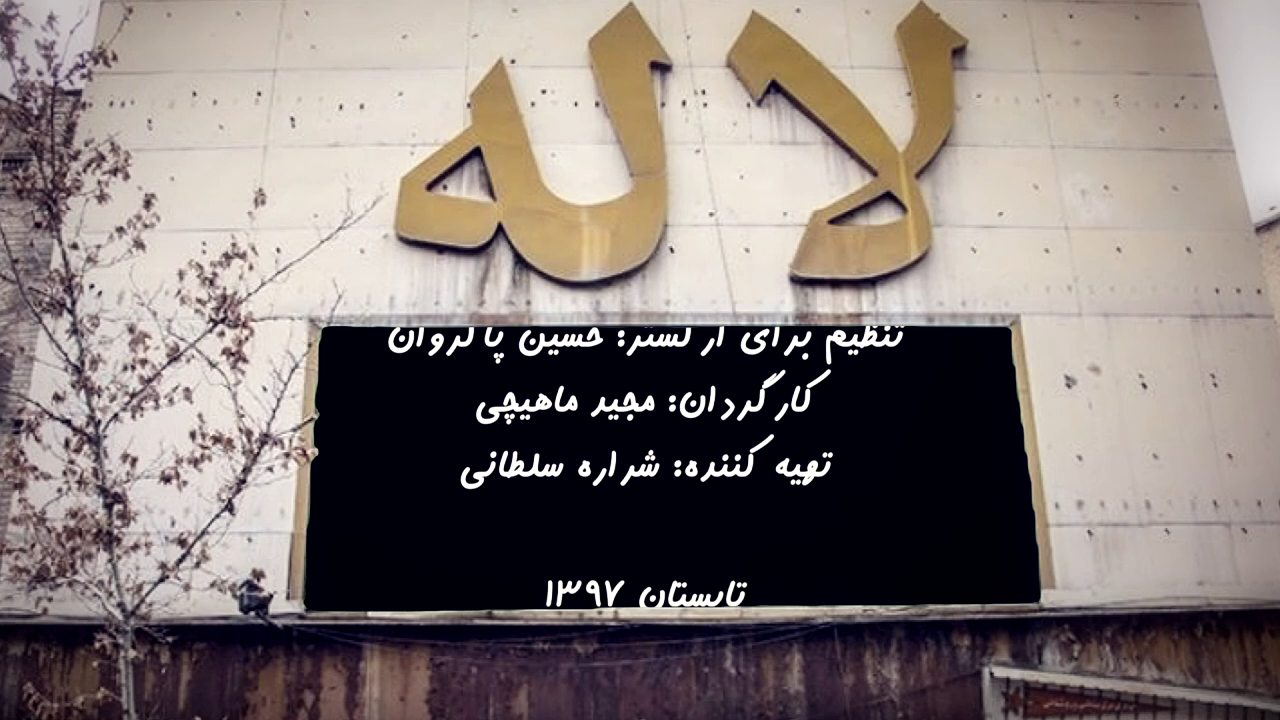 لاله
تنظیم برای ارکستر: حسین پاکروان
کارگردان: مجید ماهیچی
تهیه کننده: شراره سلطانی
تابستان ۱۳۹۷